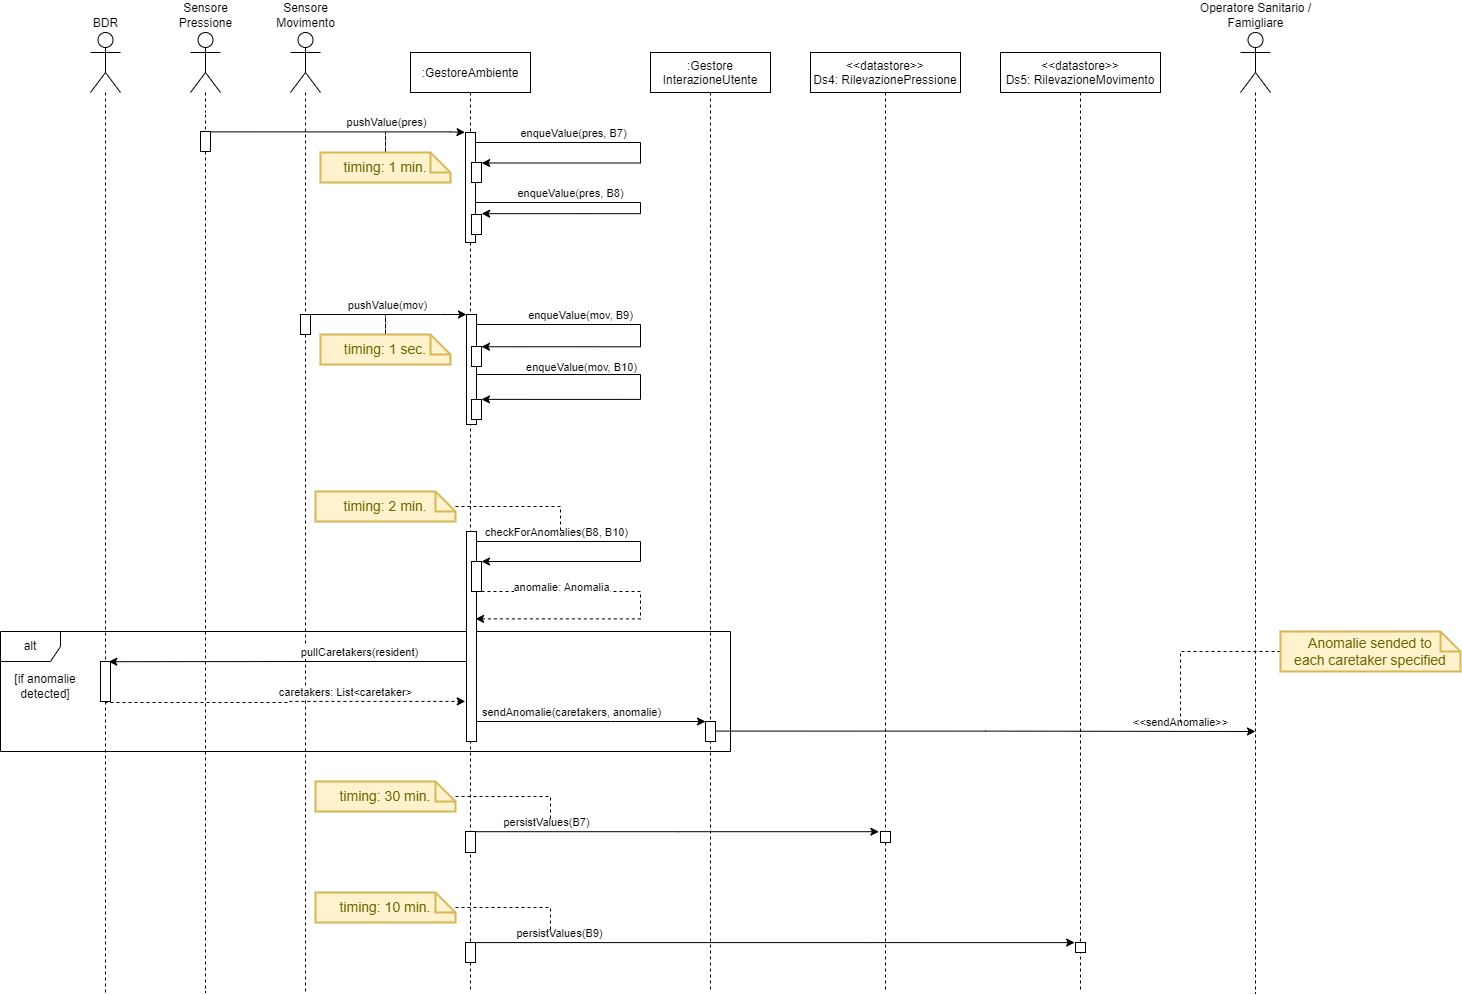 BDR
Sensore
Pressione
Sensore
Movimento
:GestoreAmbiente
:Gestore
InterazioneUtente
<<datastore>>
Ds4: RilevazionePressione
<<datastore>>
Ds5: RilevazioneMovimento
Operatore Sanitario /
Famigliare
pushValue(pres)
timing: 1 min.
enqueValue(pres, B7)
enqueValue(pres, B8)
pushValue(mov)
timing: 1 sec.
enqueValue(mov, B9)
enqueValue(mov, B10)
timing: 2 min.
checkForAnomalies(B8, B10)
anomalie: Anomalia
alt
[if anomalie
detected]
pullCaretakers(resident)
caretakers: List<caretaker>
sendAnomalie(caretakers, anomalie)
Anomalie sended to
each caretaker specified
<<sendAnomalie>>
timing: 30 min.
persistValues(B7)
timing: 10 min.
persistValues(B9)